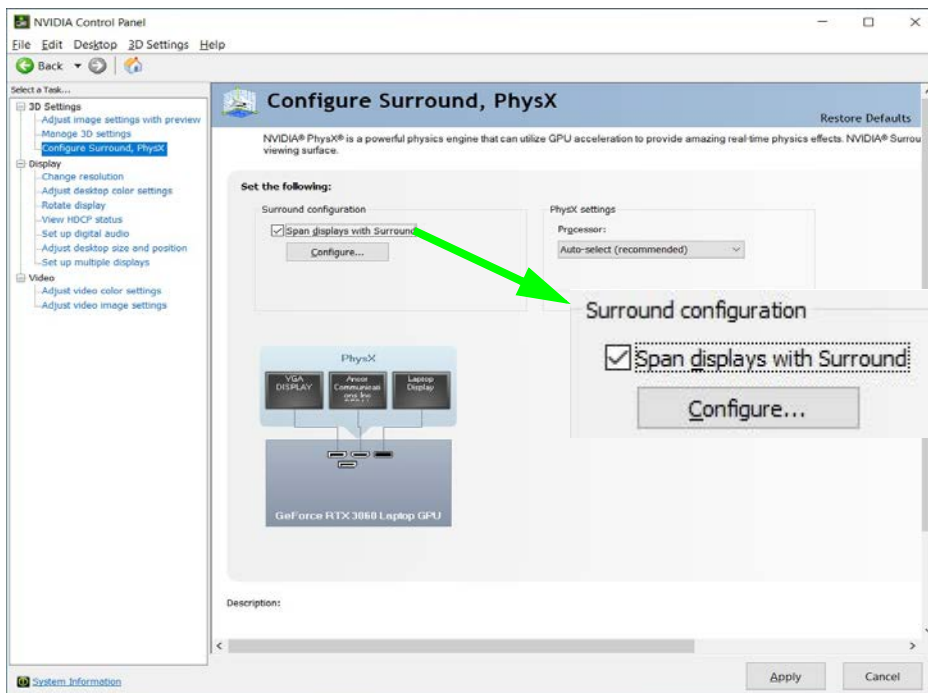 NVIDIA Control Panel
File Edit Desktop 3D Settings Help
Back
Select a Task...
3D Settings
Adjust image settings with preview
Manage 3D settings
Configure Surround, PhysX
Display
Change resolution
Adjust desktop color settings
Rotate display
View HDCP status
Set up digital audio
Adjust desktop size and position
Set up multiple displays
Video
Adjust video color settings
Adjust video image settings
System Information
Configure Surround, PhysX
Restore Defaults
NVIDIA® PhysX® is a powerful physics engine that can utilize GPU acceleration to provide amazing real-time physics effects. NVIDIA® Surrou
viewing surface.
Set the following:
Surround configuration
Span displays with Surround
Configure...
PhysX settings
Processor:
Auto-select (recommended)
Surround configuration
Span displays with Surround
Configure...
PhysX
VGA
DISPLAY
Ancor
Communicati
ons Inc
Laptop
Display
GeForce RTX 3060 Laptop GPU
Description:
Apply
Cancel